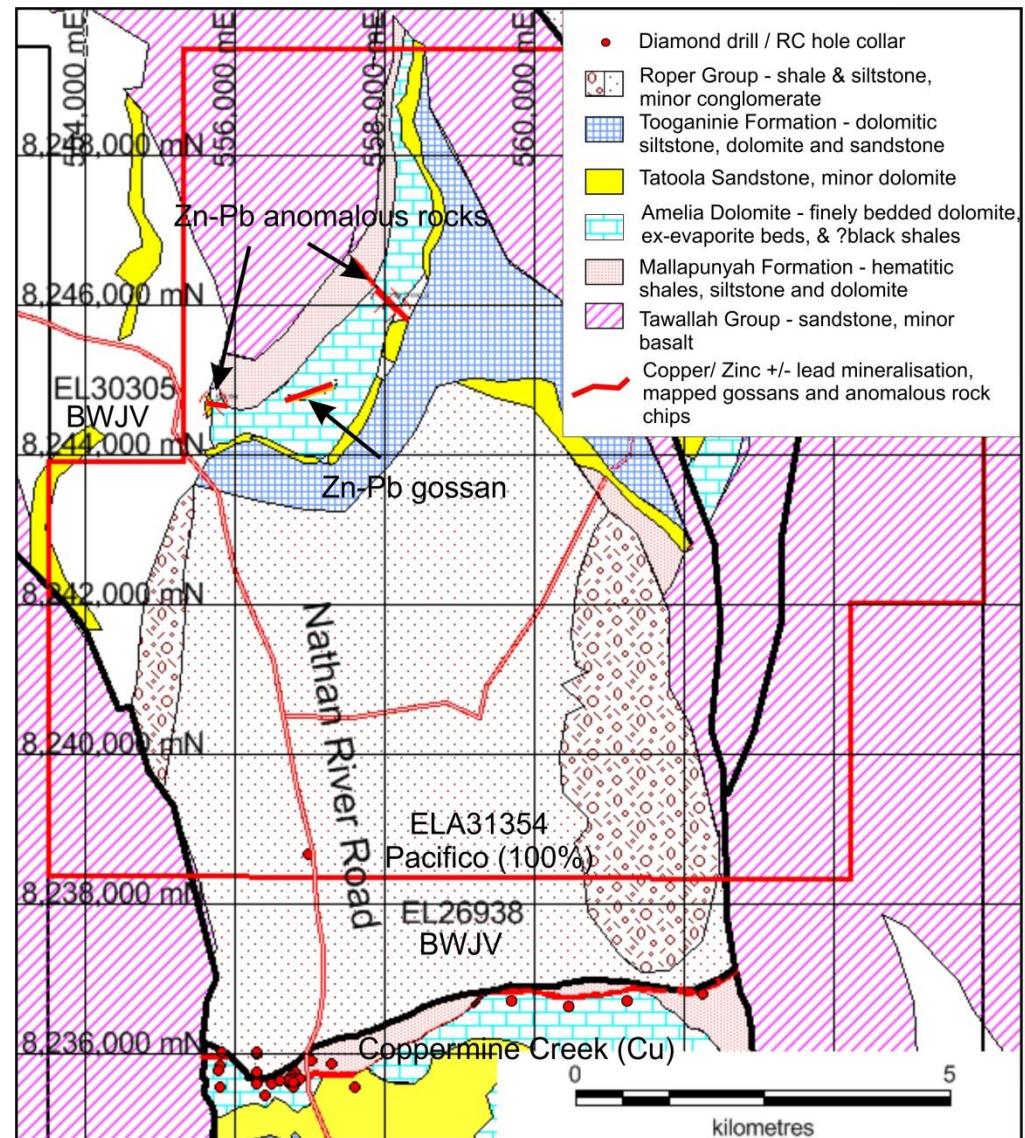 554,000 mE
556,000 mE
558,000 mE
560,000 mE
Diamond drill / RC hole collar
Roper Group - shale & siltstone,
minor conglomerate
Tooganinie Formation - dolomitic
siltstone, dolomite and sandstone
Tatoola Sandstone, minor dolomite
Amelia Dolomite - finely bedded dolomite,
ex-evaporite beds, & ?black shales
Mallapunyah Formation - hematitic
shales, siltstone and dolomite
Tawallah Group - sandstone, minor
basalt
Copper/ Zinc +/- lead mineralisation,
mapped gossans and anomalous rock
chips
8,248,000 mN
Zn-Pb anomalous rocks
8,246,000 mN
EL30305
BWJV
8,244,000 mN
Zn-Pb gossan
8,242,000 mN
Nathan River Road
8,240,000 mN
ELA31354
Pacifico (100%)
8,238,000 mN
EL26938
BWJV
8,236,000 mN
Coppermine Creek (Cu)
0 5
kilometres